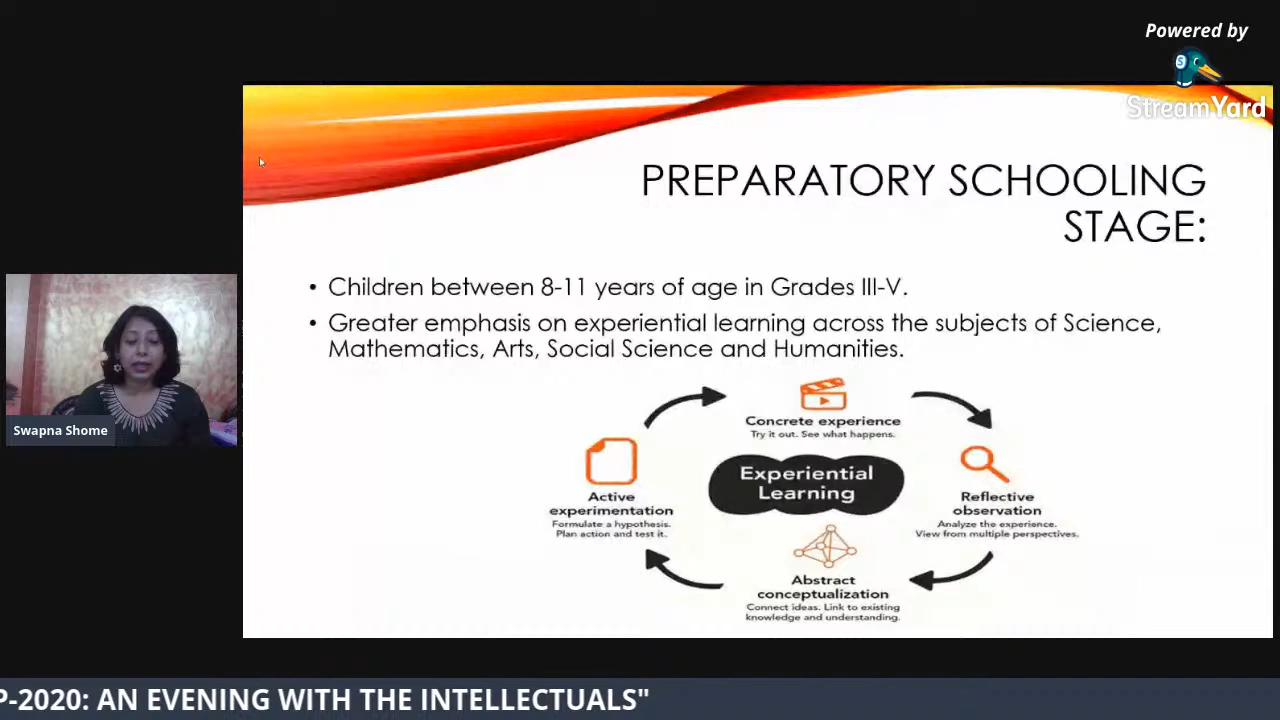 Powered by
StreamYard
PREPARATORY SCHOOLING
STAGE:
• Children between 8-11 years of age in Grades III-V.
• Greater emphasis on experiential learning across the subjects of Science,
Mathematics, Arts, Social Science and Humanities.
Concrete experience
Try it out. See what happens.
Experiential
Learning
Active
experimentation
Formulate a hypothesis.
Plan action and test it.
Reflective
observation
Analyze the experience.
View from multiple perspectives.
Abstract
conceptualization
Connect ideas. Link to existing
knowledge and understanding.
Swapna Shome
P-2020: AN EVENING WITH THE INTELLECTUALS"